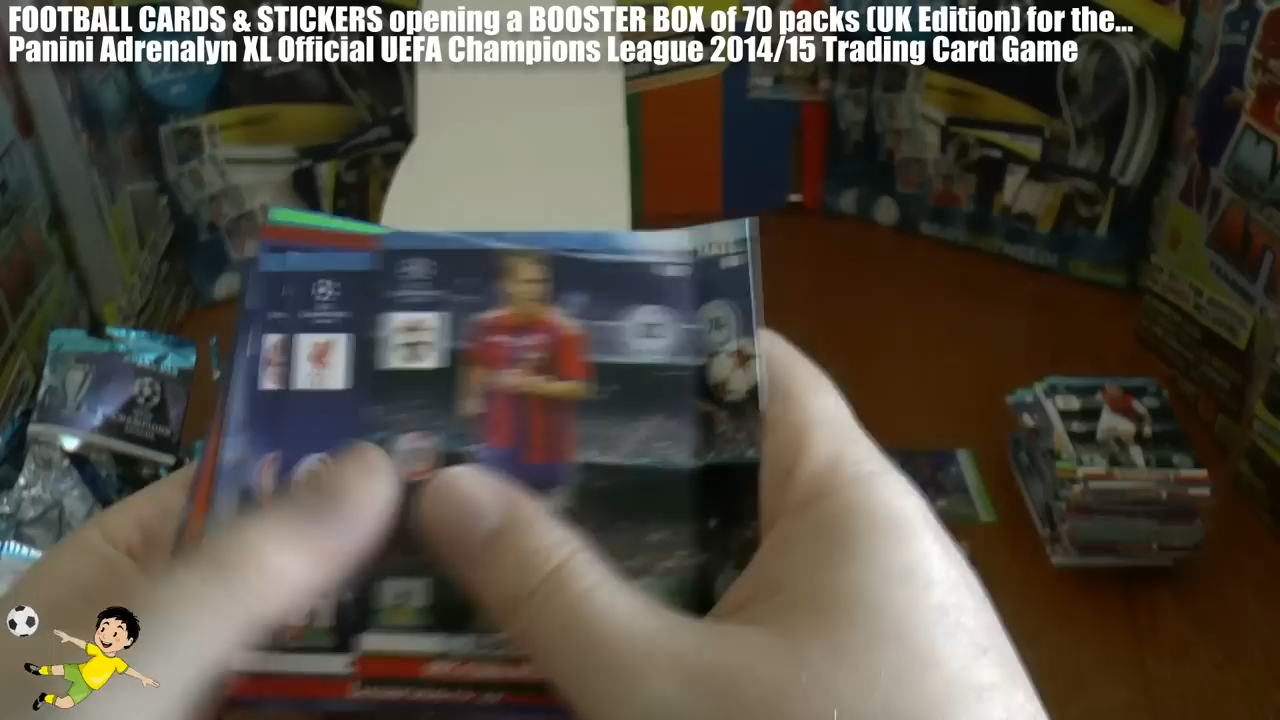 FOOTBALL CARDS & STICKERS opening a BOOSTER BOX of 70 packs (UK Edition) for the...
Panini Adrenalyn XL Official UEFA Champions League 2014/15 Trading Card Game